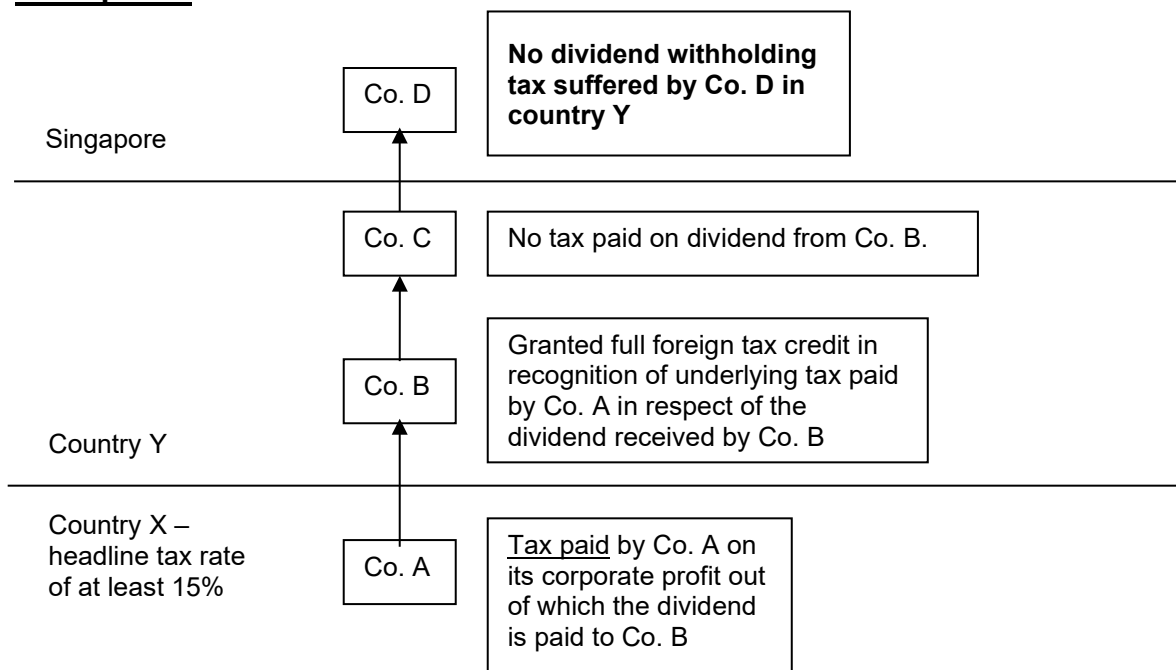 No dividend withholding
tax suffered by Co. D in
country Y
Co. D
Singapore
Co. C
No tax paid on dividend from Co. B.
Granted full foreign tax credit in
recognition of underlying tax paid
by Co. A in respect of the
dividend received by Co. B
Co. B
Country Y
Country X –
headline tax rate
of at least 15%
Co. A
Tax paid by Co. A on
its corporate profit out
of which the dividend
is paid to Co. B